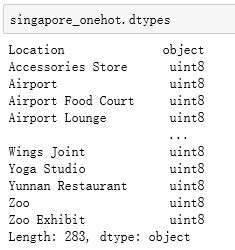 singapore_onehot.dtypes
Location object
Accessories Store uint8
Airport uint8
Airport Food Court uint8
Airport Lounge uint8
...
Wings Joint uint8
Yoga Studio uint8
Yunnan Restaurant uint8
Zoo uint8
Zoo Exhibit uint8
Length: 283, dtype: object